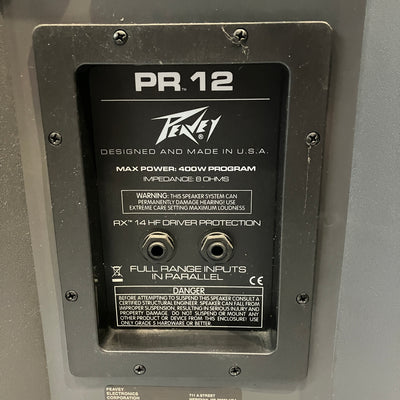 PR™ 12
PEAVEY®
DESIGNED AND MADE IN U.S.A.
MAX POWER: 400W PROGRAM
IMPEDANCE: 8 OHMS
WARNING: THIS SPEAKER SYSTEM CAN
PERMANENTLY DAMAGE HEARING! USE
EXTREME CARE SETTING MAXIMUM LOUDNESS
RX™ 14 HF DRIVER PROTECTION
FULL RANGE INPUTS
IN PARALLEL
CE
DANGER
BEFORE ATTEMPTING TO SUSPEND THIS SPEAKER CONSULT A
CERTIFIED STRUCTURAL ENGINEER. SPEAKER CAN FALL FROM
IMPROPER SUSPENSION, RESULTING IN SERIOUS INJURY AND
PROPERTY DAMAGE. DO NOT SUSPEND OR MOUNT ANY
OTHER PRODUCT OR DEVICE FROM THIS ENCLOSURE! USE
ONLY GRADE 5 HARDWARE OR BETTER.
PEAVEY
ELECTRONICS
CORPORATION
711 A STREET